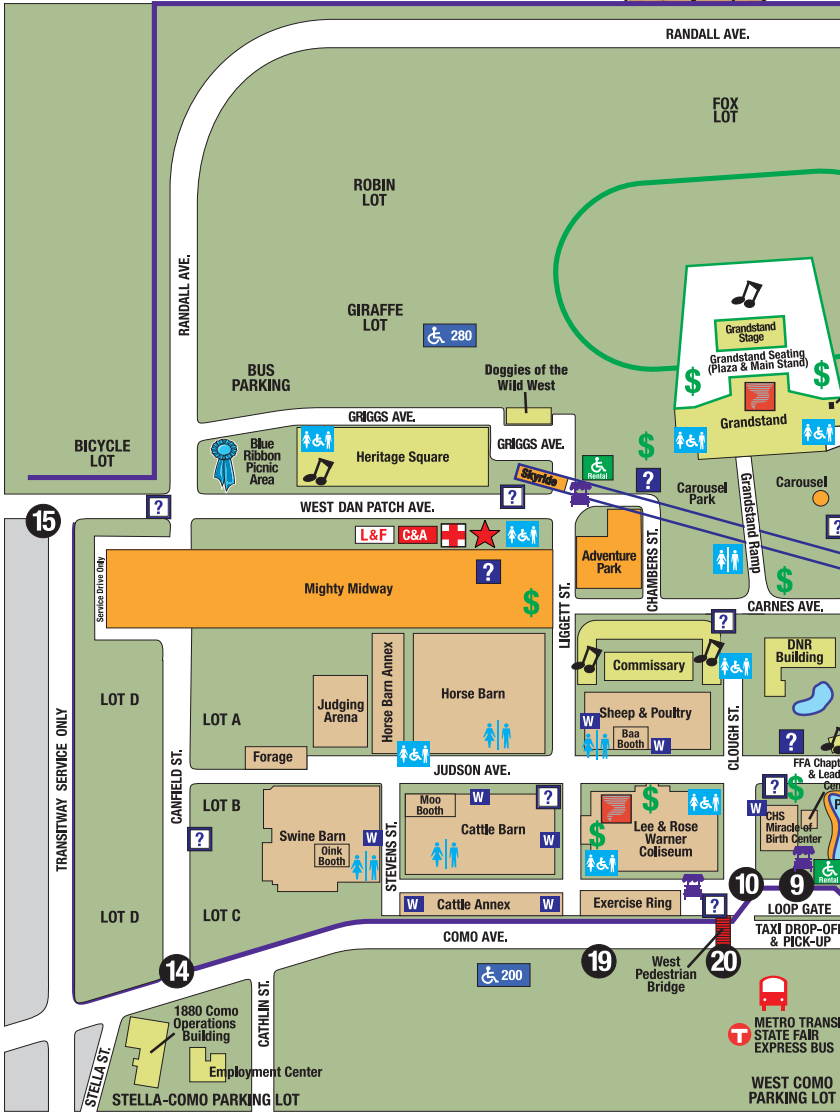 RANDALL AVE.
FOX
LOT
ROBIN
LOT
RANDALL AVE.
GIRAFFE
LOT
280
Grandstand
Stage
Grandstand Seating
(Plaza & Main Stand)
$
$
BUS
PARKING
Doggies of the
Wild West
Grandstand
GRIGGS AVE.
GRIGGS AVE.
BICYCLE
LOT
Blue
Ribbon
Picnic
Area
Heritage Square
$
Rental
Skyride
?
?
?
Carousel
Park
Carousel
Grandstand Ramp
?
WEST DAN PATCH AVE.
15
L&F
C&A
Service Drive Only
Mighty Midway
?
$
Adventure
Park
CHAMBERS ST.
LIGGETT ST.
$
CARNES AVE.
?
Commissary
DNR
Building
LOT D
LOT A
Judging
Arena
Horse Barn Annex
Horse Barn
Sheep & Poultry
W
Baa
Booth
W
CLOUGH ST.
?
Forage
JUDSON AVE.
FFA Chapt
& Lead
Cen
TRANSITWAY SERVICE ONLY
CANFIELD ST.
LOT B
?
Swine Barn
Oink
Booth
W
STEVENS ST.
Moo
Booth
W
?
Cattle Barn
W
$
$
Lee & Rose
Warner
Coliseum
?
$
W
CHS
Miracle of
Birth Center
P
Rental
10
9
LOT D
LOT C
W
Cattle Annex
W
Exercise Ring
?
LOOP GATE
COMO AVE.
TAXI DROP-OFF
& PICK-UP
14
200
19
West
Pedestrian
Bridge
20
CATHLIN ST.
1880 Como
Operations
Building
T
METRO TRANSI
STATE FAIR
EXPRESS BUS
STELLA ST.
Employment Center
STELLA-COMO PARKING LOT
WEST COMO
PARKING LOT